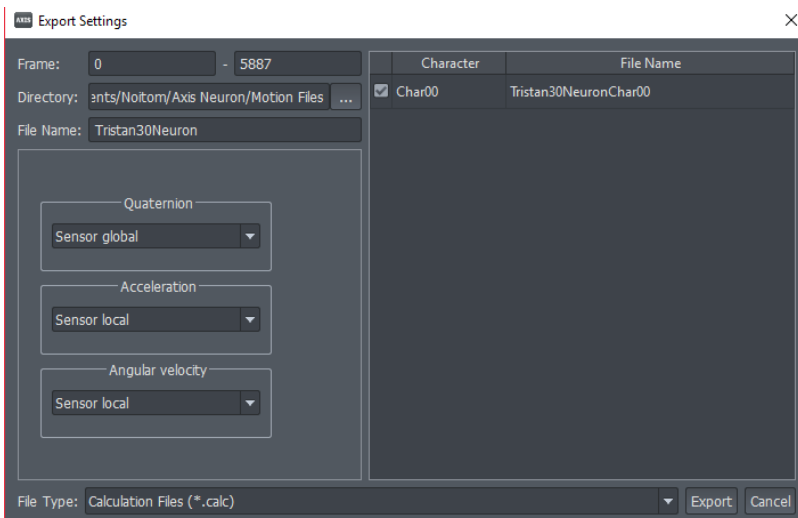 AXIS Export Settings
Frame: 0 - 5887
Directory: ents/Noitom/Axis Neuron/Motion Files ...
File Name: Tristan30Neuron
Quaternion
Sensor global
Acceleration
Sensor local
Angular velocity
Sensor local
Character File Name
Char00 Tristan30NeuronChar00
File Type: Calculation Files (*.calc) Export Cancel